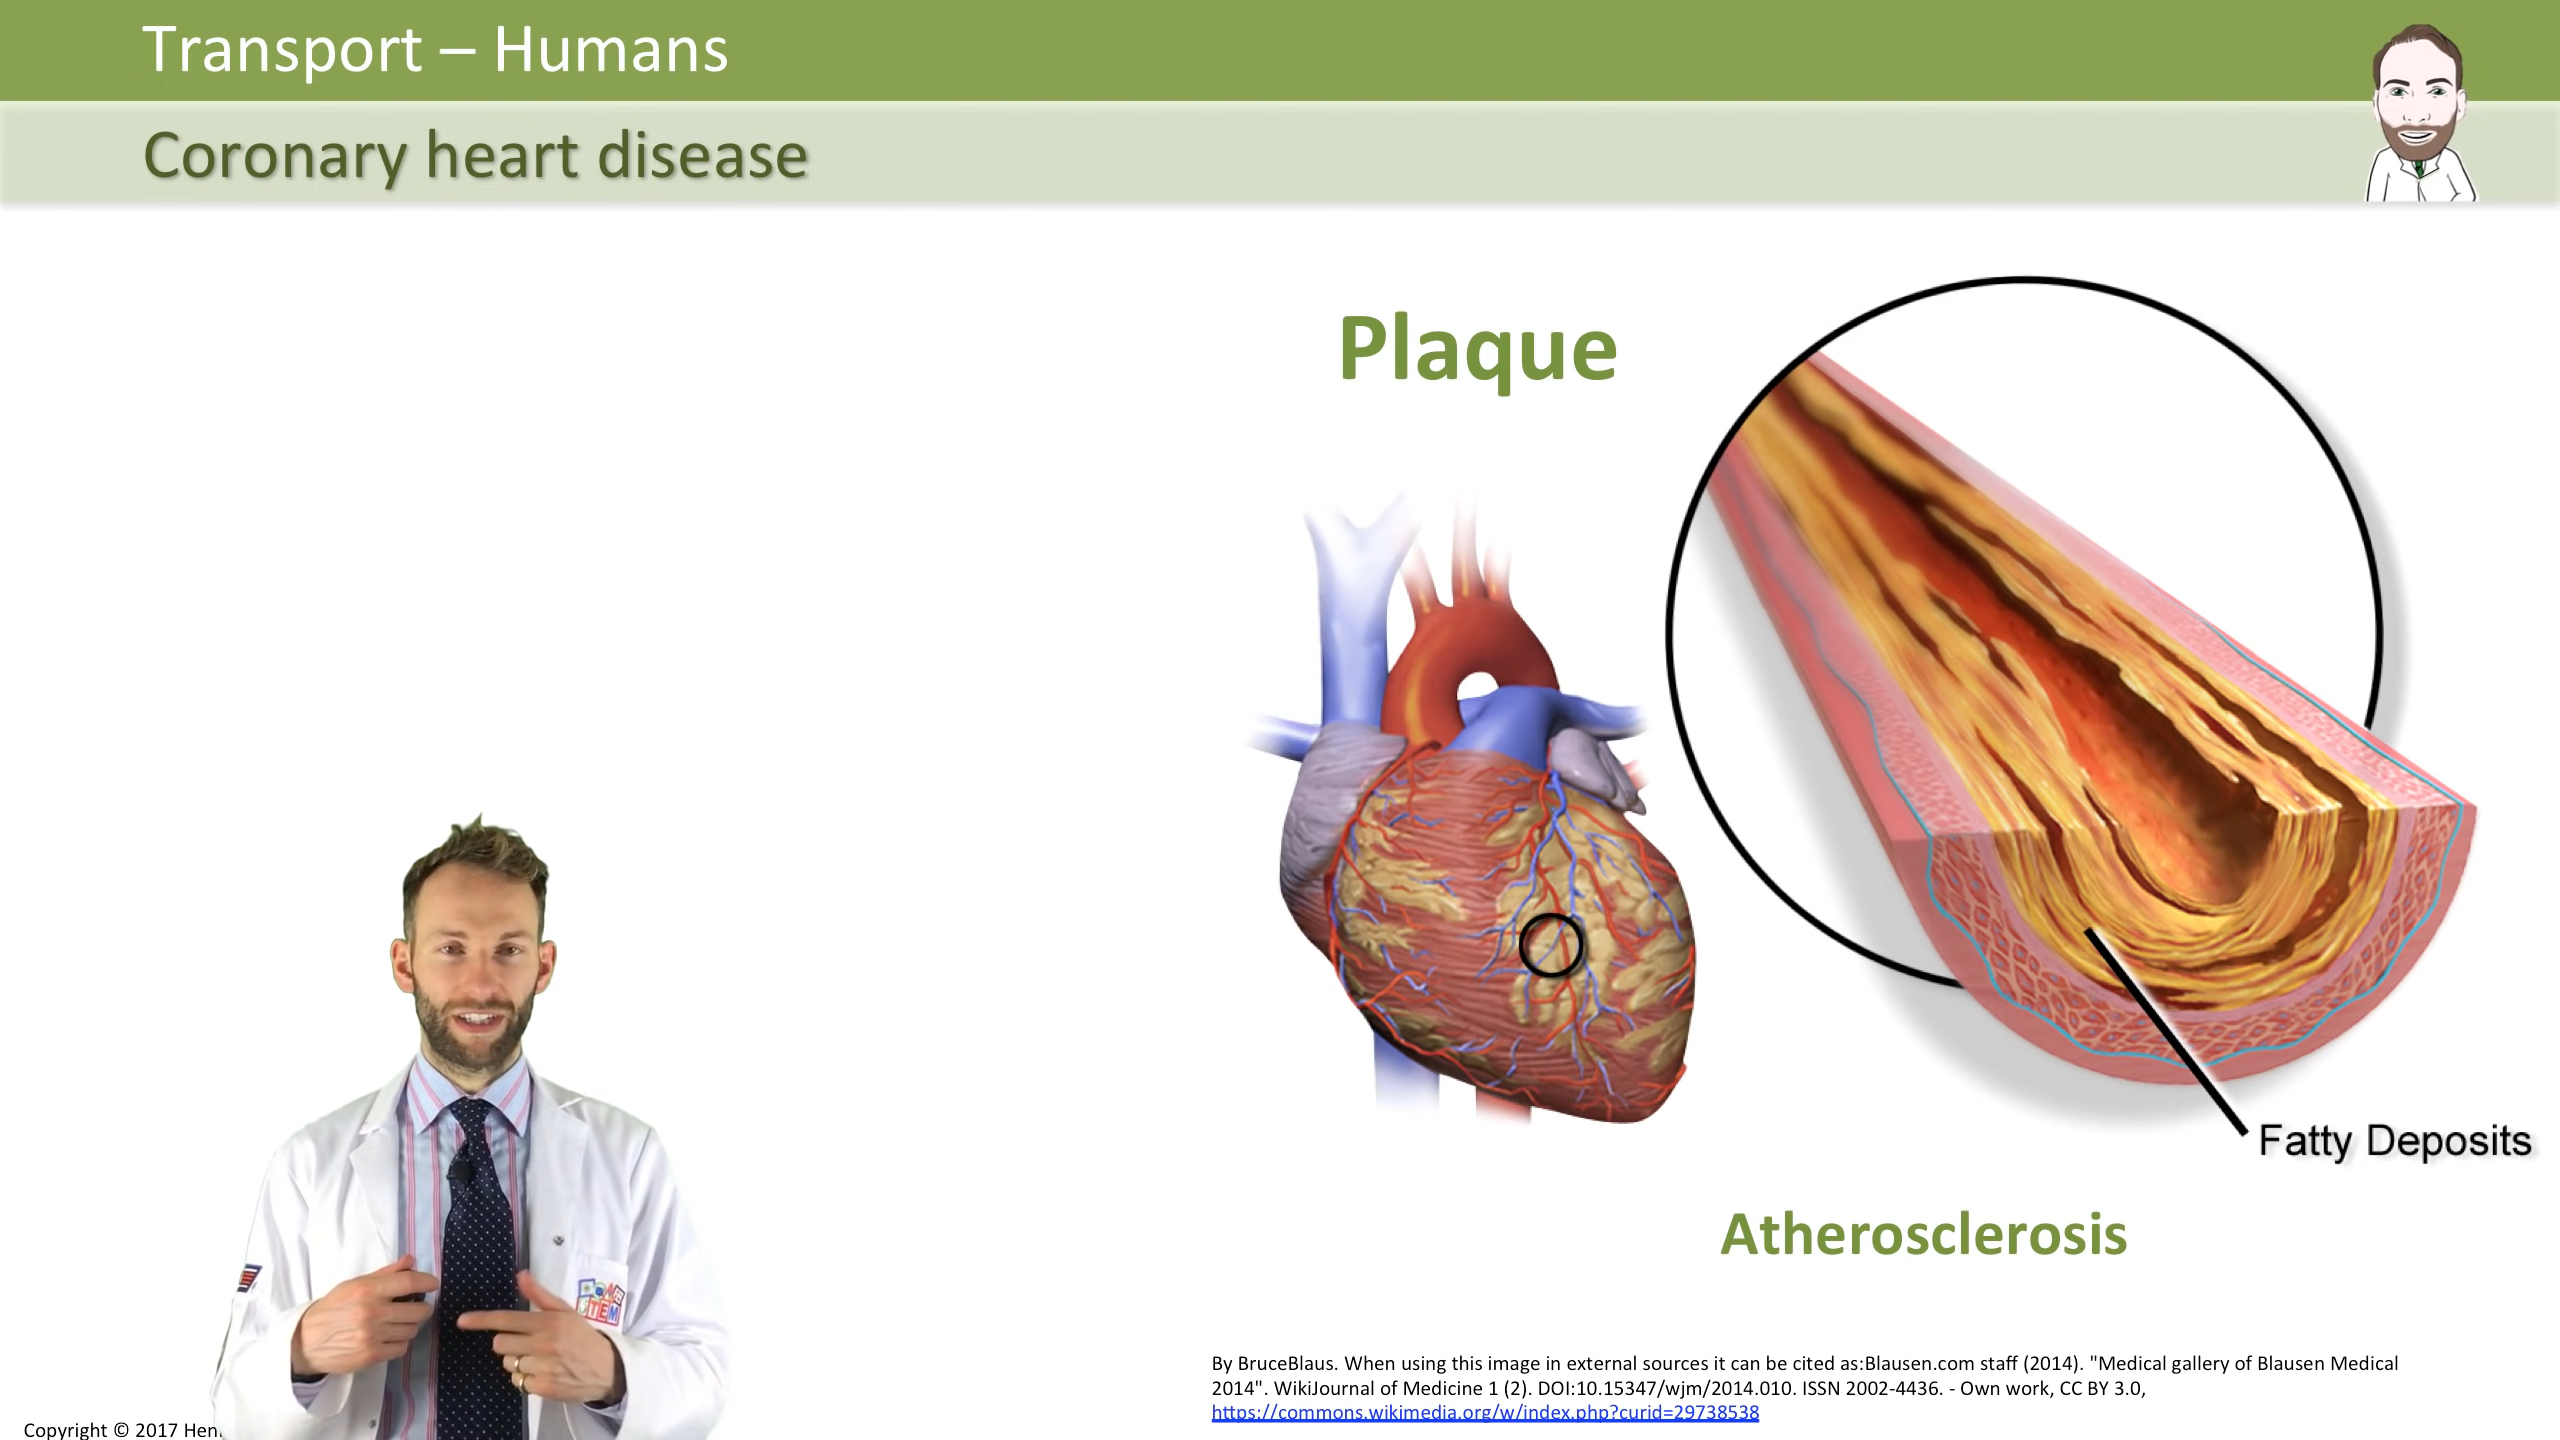 Transport – Humans
Coronary heart disease
Plaque
Fatty Deposits
Atherosclerosis
TEM
By BruceBlaus. When using this image in external sources it can be cited as:Blausen.com staff (2014). "Medical gallery of Blausen Medical
2014". WikiJournal of Medicine 1 (2). DOI:10.15347/wjm/2014.010. ISSN 2002-4436. - Own work, CC BY 3.0,
https://commons.wikimedia.org/w/index.php?curid=29738538
Copyright © 2017